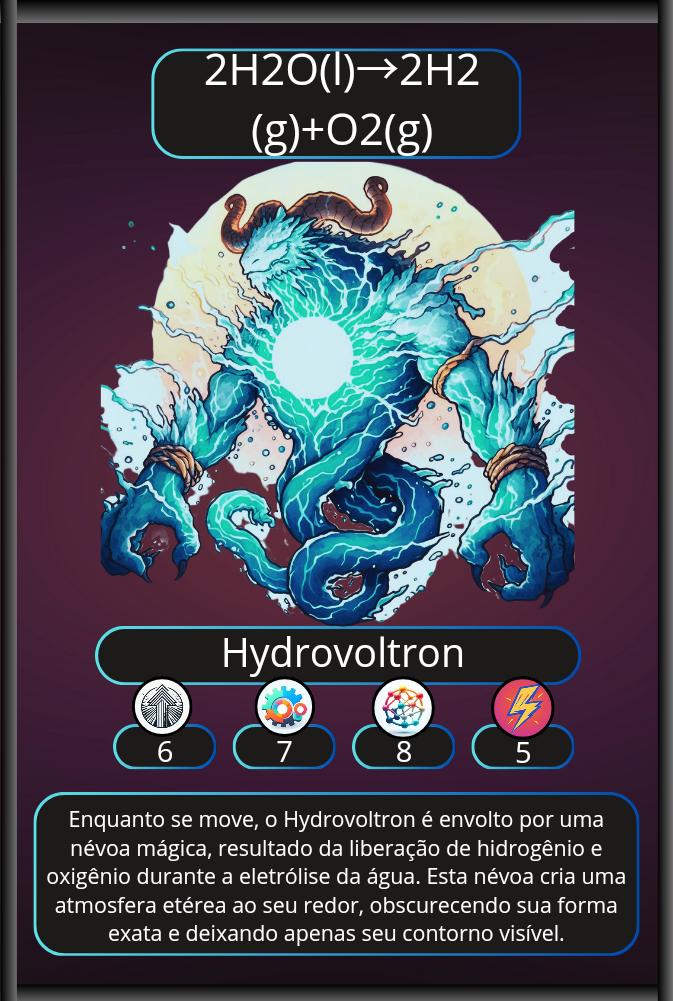 2H2O(l)→2H2
(g)+O2(g)
Hydrovoltron
6 7 8 5
Enquanto se move, o Hydrovoltron é envolto por uma
névoa mágica, resultado da liberação de hidrogênio e
oxigênio durante a eletrólise da água. Esta névoa cria uma
atmosfera etérea ao seu redor, obscurecendo sua forma
exata e deixando apenas seu contorno visível.